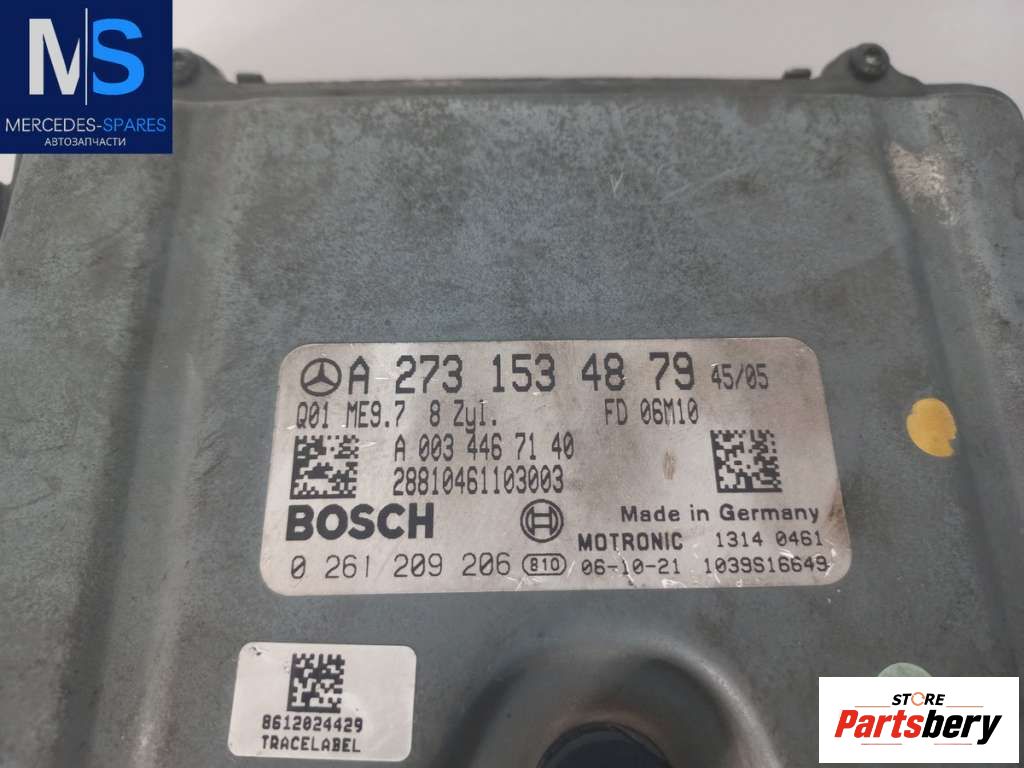 MS
MERCEDES-SPARES
АВТОЗАПЧАСТИ
A 273 153 48 79 45/05
Q01 ME9.7 8 Zyl. FD 06M10
A 003 446 71 40
28810461103003
BOSCH
Made in Germany
MOTRONIC 1314 0461
0 261 209 206 810 06-10-21 1039S16649
8612024429
TRACELABEL
STORE
Partsbery